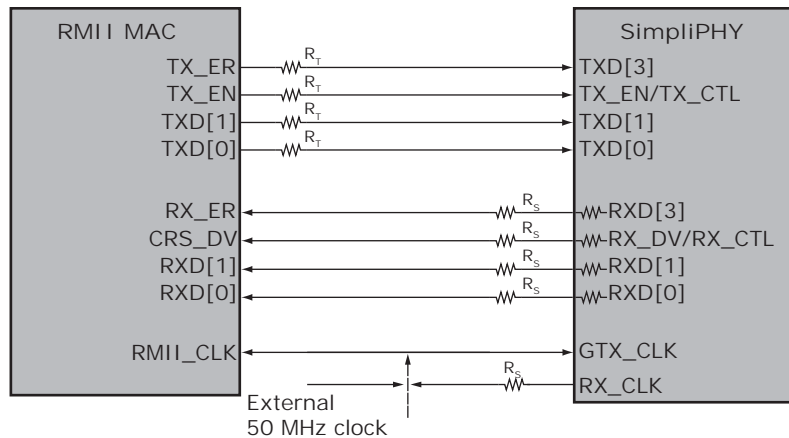 RMII MAC
SimpliPHY
TX_ER
R_T
TXD[3]
TX_EN
R_T
TX_EN/TX_CTL
TXD[1]
R_T
TXD[1]
TXD[0]
R_T
TXD[0]
RX_ER
R_S
RXD[3]
CRS_DV
R_S
RX_DV/RX_CTL
RXD[1]
R_S
RXD[1]
RXD[0]
R_S
RXD[0]
RMII_CLK
GTX_CLK
R_S
RX_CLK
External
50 MHz clock